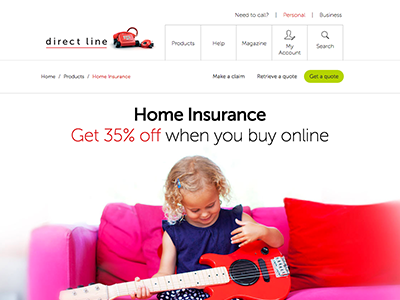 Need to call? | Personal | Business
direct line
Products
Help
Magazine
My
Account
Search
Home / Products / Home Insurance
Make a claim
Retrieve a quote
Get a quote
Home Insurance
Get 35% off when you buy online